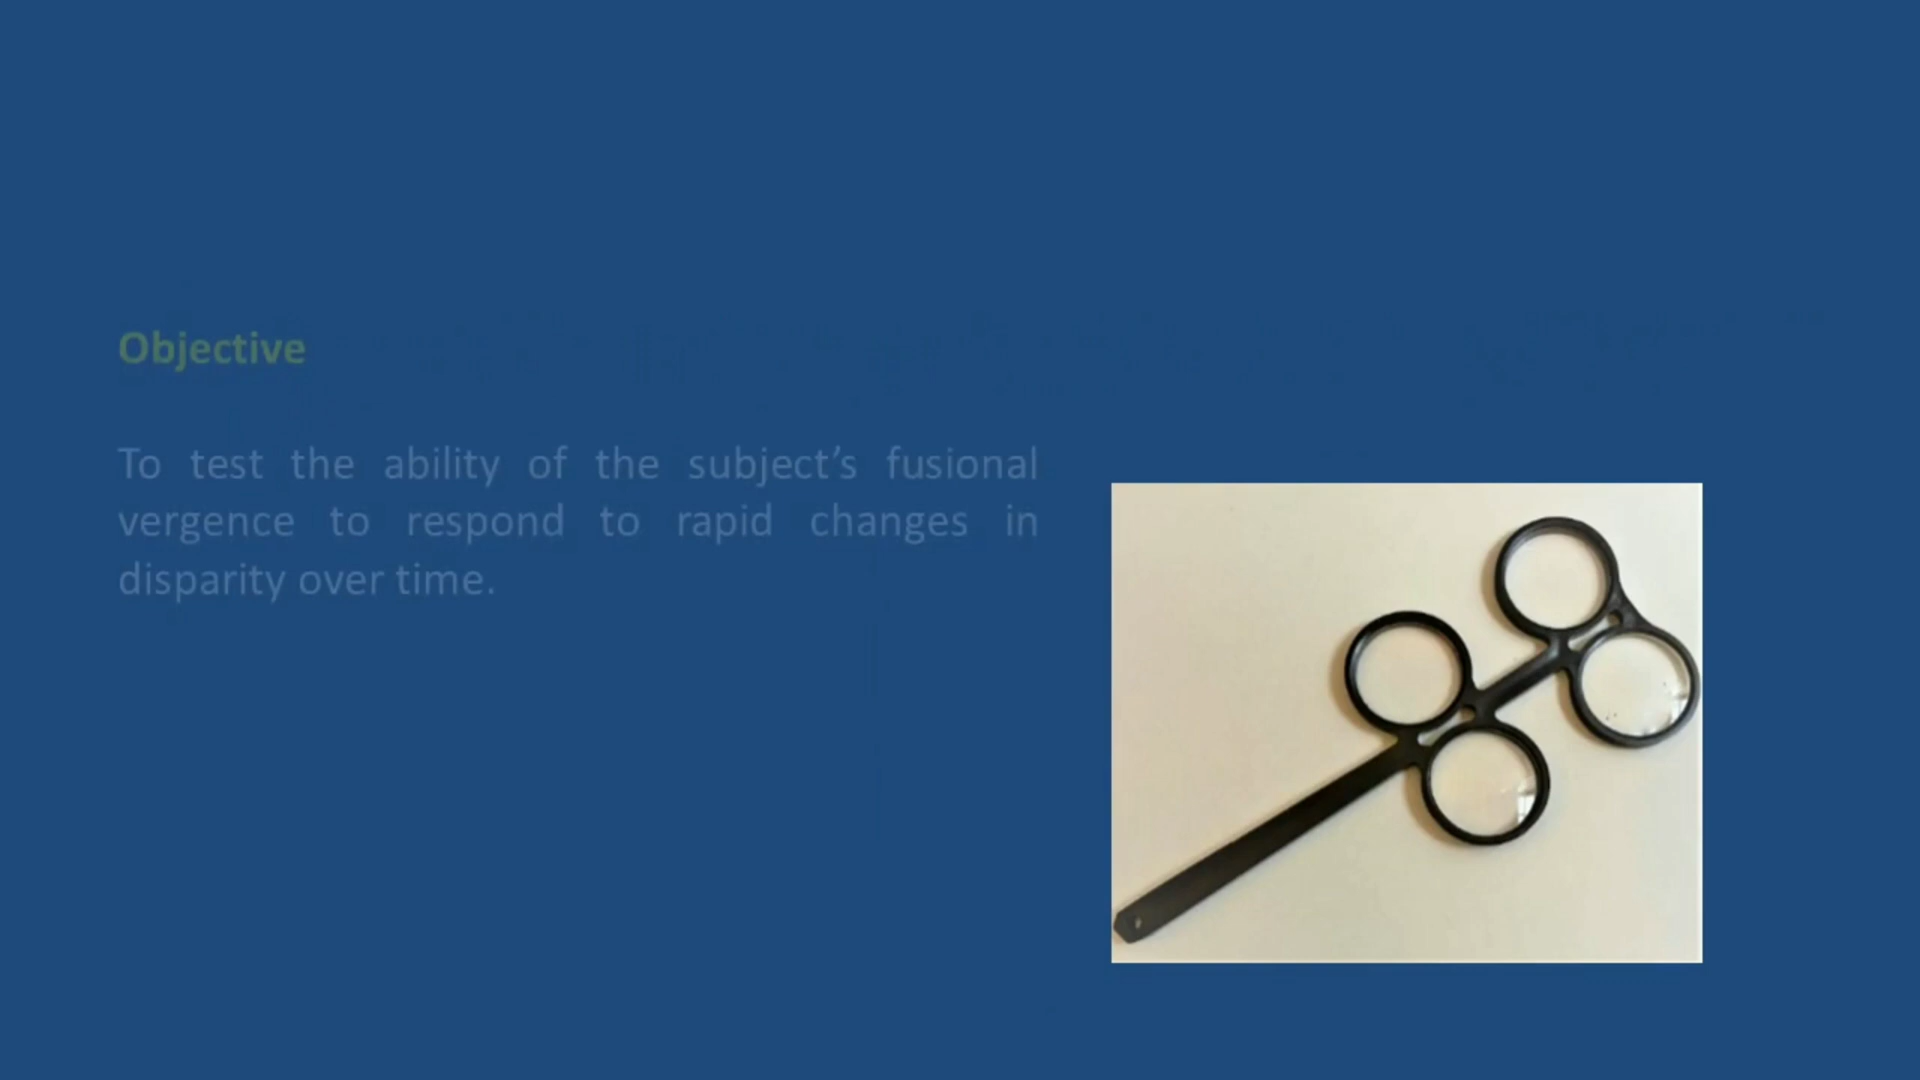 Objective
To test the ability of the subject’s fusional
vergence to respond to rapid changes in
disparity over time.